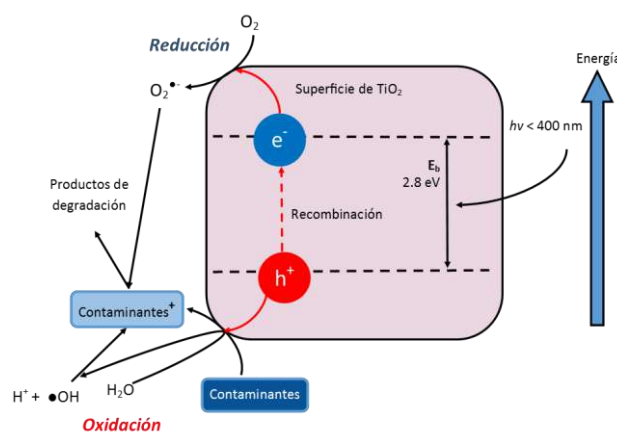 O₂
Reducción
Energía
Superficie de TiO₂
O₂•-
hv < 400 nm
e⁻
E_b
2.8 eV
Productos de
degradación
Recombinación
h⁺
Contaminantes⁺
H⁺ + ●OH
H₂O
Contaminantes
Oxidación